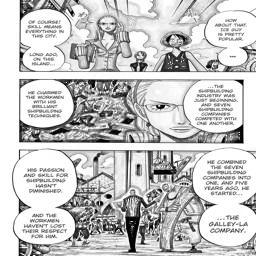 HOW
ABOUT
THAT.
ICE GUY
IS PRETTY
POPULAR.
...
OF COURSE!
SKILL MEANS
EVERYTHING
IN THIS CITY.
LONG AGO,
ON THIS
ISLAND...
...THE
SHIPBUILDING
INDUSTRY
WAS JUST
BEGINNING,
AND SEVEN
SHIPBUILDING
COMPANIES
COMPETED WITH
ONE ANOTHER.
HE CHARMED
THE WORKMEN
WITH HIS
BRILLIANT
SHIPBUILDING
TECHNIQUES.
HE COMBINED
THE SEVEN
SHIPBUILDING
COMPANIES INTO
ONE, AND FIVE
YEARS AGO, HE
STARTED...
...THE
GALLEY-LA
COMPANY.
HIS PASSION
AND SKILL FOR
SHIPBUILDING
HASN'T
DIMINISHED.
AND THE
WORKMEN
HAVEN'T LOST
THEIR RESPECT
FOR HIM.